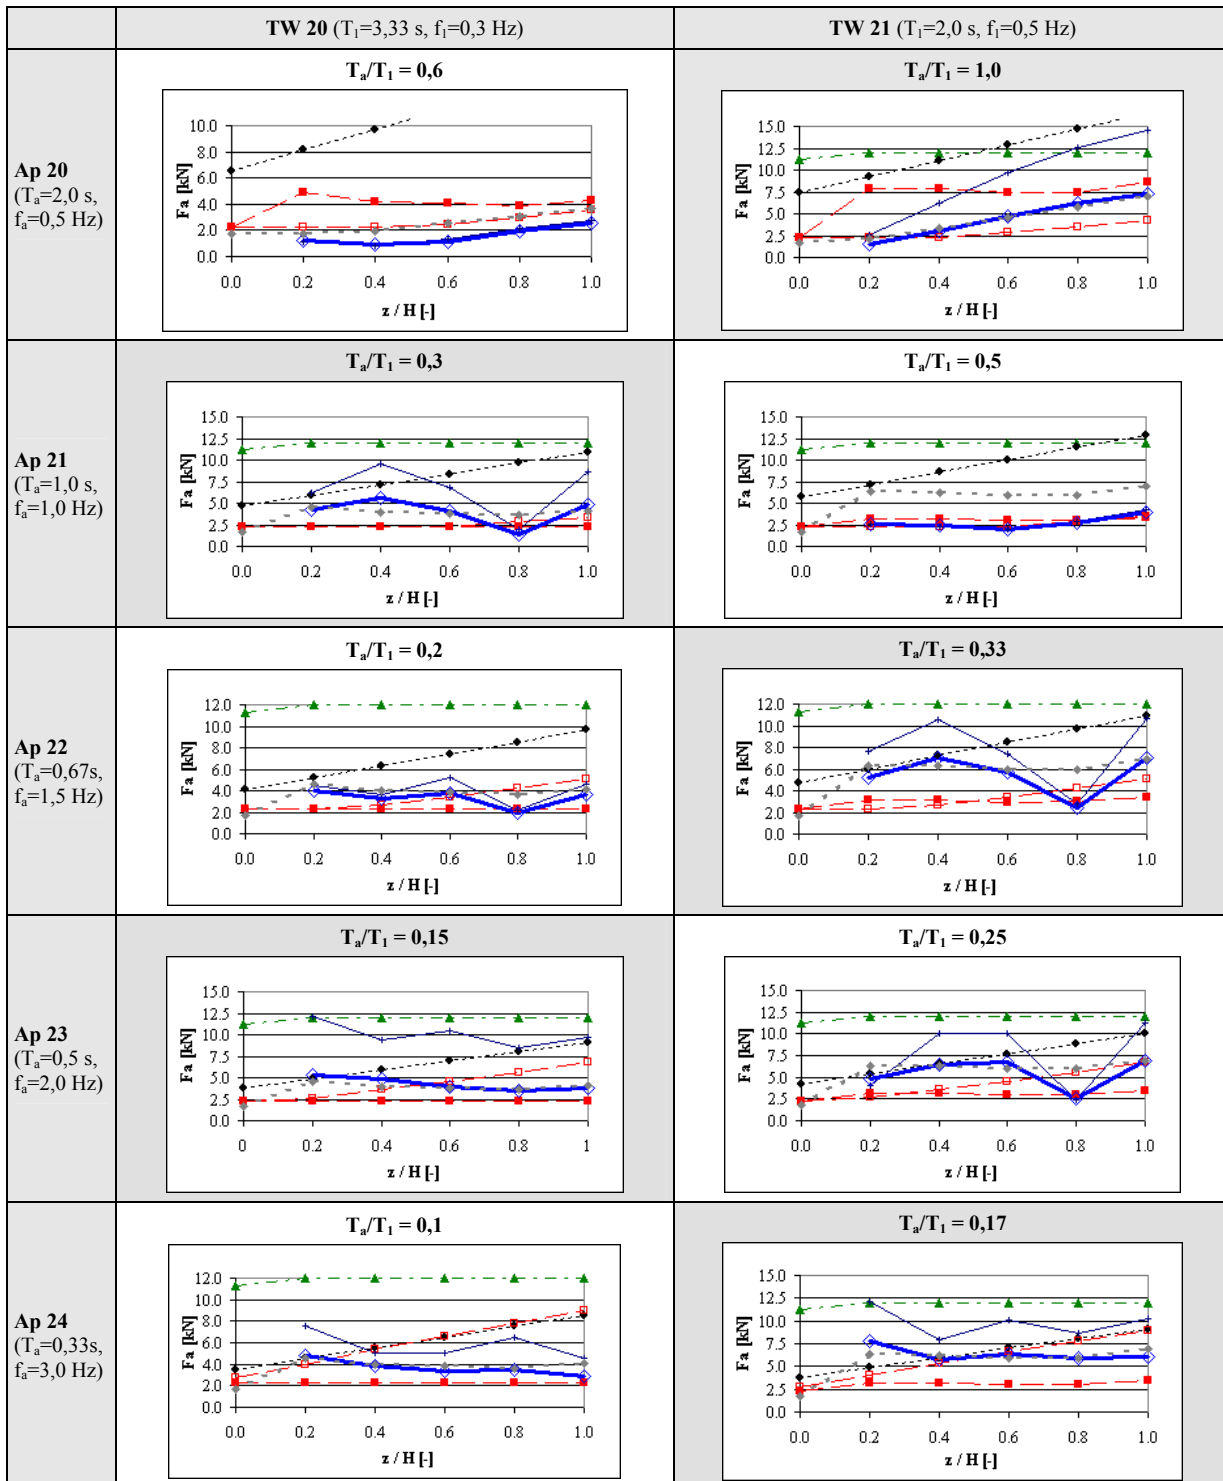 TW 20 (T₁=3,33 s, f₁=0,3 Hz)
TW 21 (T₁=2,0 s, f₁=0,5 Hz)
Ap 20
(Tₐ=2,0 s,
fₐ=0,5 Hz)
Tₐ/T₁ = 0,6
Fa [kN]
10.0
8.0
6.0
4.0
2.0
0.0
0.0 0.2 0.4 0.6 0.8 1.0
z / H [-]
Tₐ/T₁ = 1,0
Fa [kN]
15.0
12.5
10.0
7.5
5.0
2.5
0.0
0.0 0.2 0.4 0.6 0.8 1.0
z / H [-]
Ap 21
(Tₐ=1,0 s,
fₐ=1,0 Hz)
Tₐ/T₁ = 0,3
Fa [kN]
15.0
12.5
10.0
7.5
5.0
2.5
0.0
0.0 0.2 0.4 0.6 0.8 1.0
z / H [-]
Tₐ/T₁ = 0,5
Fa [kN]
15.0
12.5
10.0
7.5
5.0
2.5
0.0
0.0 0.2 0.4 0.6 0.8 1.0
z / H [-]
Ap 22
(Tₐ=0,67s,
fₐ=1,5 Hz)
Tₐ/T₁ = 0,2
Fa [kN]
12.0
10.0
8.0
6.0
4.0
2.0
0.0
0.0 0.2 0.4 0.6 0.8 1.0
z / H [-]
Tₐ/T₁ = 0,33
Fa [kN]
12.0
10.0
8.0
6.0
4.0
2.0
0.0
0.0 0.2 0.4 0.6 0.8 1.0
z / H [-]
Ap 23
(Tₐ=0,5 s,
fₐ=2,0 Hz)
Tₐ/T₁ = 0,15
Fa [kN]
15.0
12.5
10.0
7.5
5.0
2.5
0.0
0 0.2 0.4 0.6 0.8 1
z / H [-]
Tₐ/T₁ = 0,25
Fa [kN]
15.0
12.5
10.0
7.5
5.0
2.5
0.0
0.0 0.2 0.4 0.6 0.8 1.0
z / H [-]
Ap 24
(Tₐ=0,33s,
fₐ=3,0 Hz)
Tₐ/T₁ = 0,1
Fa [kN]
12.0
10.0
8.0
6.0
4.0
2.0
0.0
0.0 0.2 0.4 0.6 0.8 1.0
z / H [-]
Tₐ/T₁ = 0,17
Fa [kN]
15.0
12.5
10.0
7.5
5.0
2.5
0.0
0.0 0.2 0.4 0.6 0.8 1.0
z / H [-]